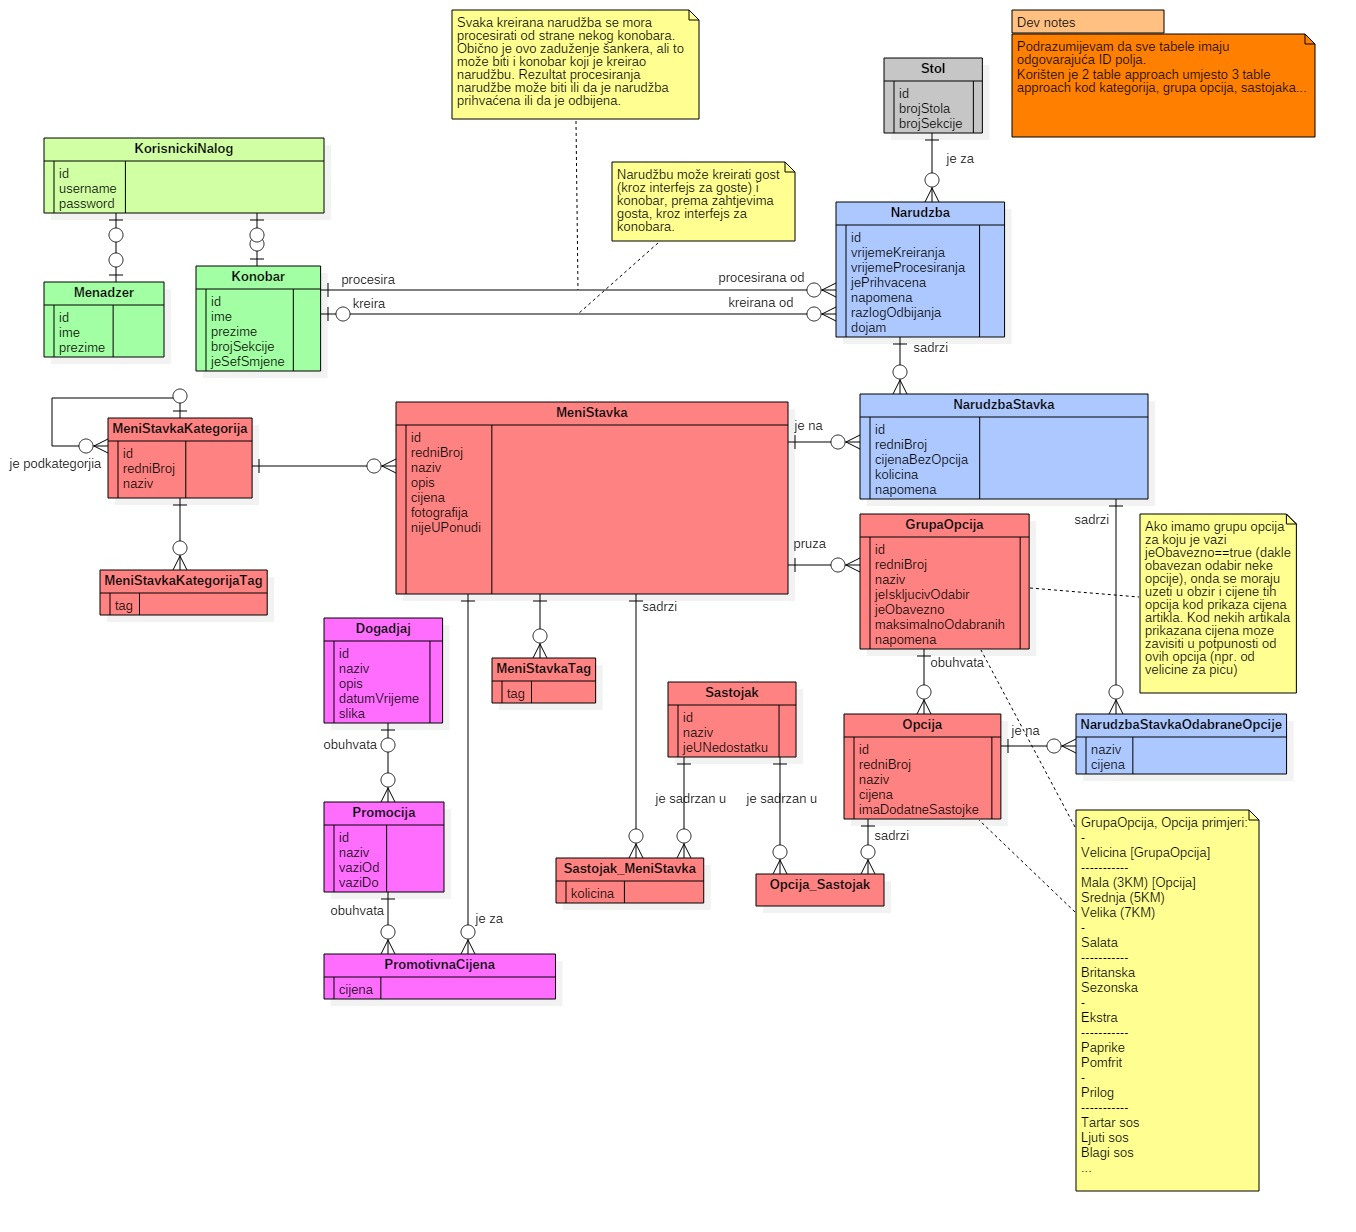 Svaka kreirana narudžba se mora
procesirati od strane nekog konobara.
Obično je ovo zaduženje šankera, ali to
može biti i konobar koji je kreirao
narudžbu. Rezultat procesiranja
narudžbe može biti ili da je narudžba
prihvaćena ili da je odbijena.
Dev notes
Podrazumijevam da sve tabele imaju
odgovarajuća ID polja.
Korišten je 2 table approach umjesto 3 table
approach kod kategorija, grupa opcija, sastojaka...
Stol
id
brojStola
brojSekcije
je za
KorisnickiNalog
id
username
password
Narudžbu može kreirati gost
(kroz interfejs za goste) i
konobar, prema zahtjevima
gosta, kroz interfejs za
konobara.
Narudzba
id
vrijemeKreiranja
vrijemeProcesiranja
jePrihvacena
napomena
razlogOdbijanja
dojam
Menadzer
id
ime
prezime
Konobar
id
ime
prezime
brojSekcije
jeSefSmjene
procesira
procesirana od
kreira
kreirana od
sadrzi
MeniStavkaKategorija
id
redniBroj
naziv
je podkategorjia
MeniStavkaKategorijaTag
tag
MeniStavka
id
redniBroj
naziv
opis
cijena
fotografija
nijeUPonudi
je na
pruza
NarudzbaStavka
id
redniBroj
cijenaBezOpcija
kolicina
napomena
sadrzi
GrupaOpcija
id
redniBroj
naziv
jeIskljucivOdabir
jeObavezno
maksimalnoOdabranih
napomena
Ako imamo grupu opcija
za koju je vazi
jeObavezno==true (dakle
obavezan odabir neke
opcije), onda se moraju
uzeti u obzir i cijene tih
opcija kod prikaza cijena
artikla. Kod nekih artikala
prikazana cijena moze
zavisiti u potpunosti od
ovih opcija (npr. od
velicine za picu)
sadrzi
Dogadjaj
id
naziv
opis
datumVrijeme
slika
obuhvata
MeniStavkaTag
tag
Sastojak
id
naziv
jeUNedostatku
je sadrzan u
je sadrzan u
obuhvata
Opcija
id
redniBroj
naziv
cijena
imaDodatneSastojke
je na
sadrzi
NarudzbaStavkaOdabraneOpcije
naziv
cijena
Promocija
id
naziv
vaziOd
vaziDo
obuhvata
je za
Sastojak_MeniStavka
kolicina
Opcija_Sastojak
PromotivnaCijena
cijena
GrupaOpcija, Opcija primjeri:
-
Velicina [GrupaOpcija]
-----------
Mala (3KM) [Opcija]
Srednja (5KM)
Velika (7KM)
-
Salata
-----------
Britanska
Sezonska
-
Ekstra
-----------
Paprike
Pomfrit
-
Prilog
-----------
Tartar sos
Ljuti sos
Blagi sos
...